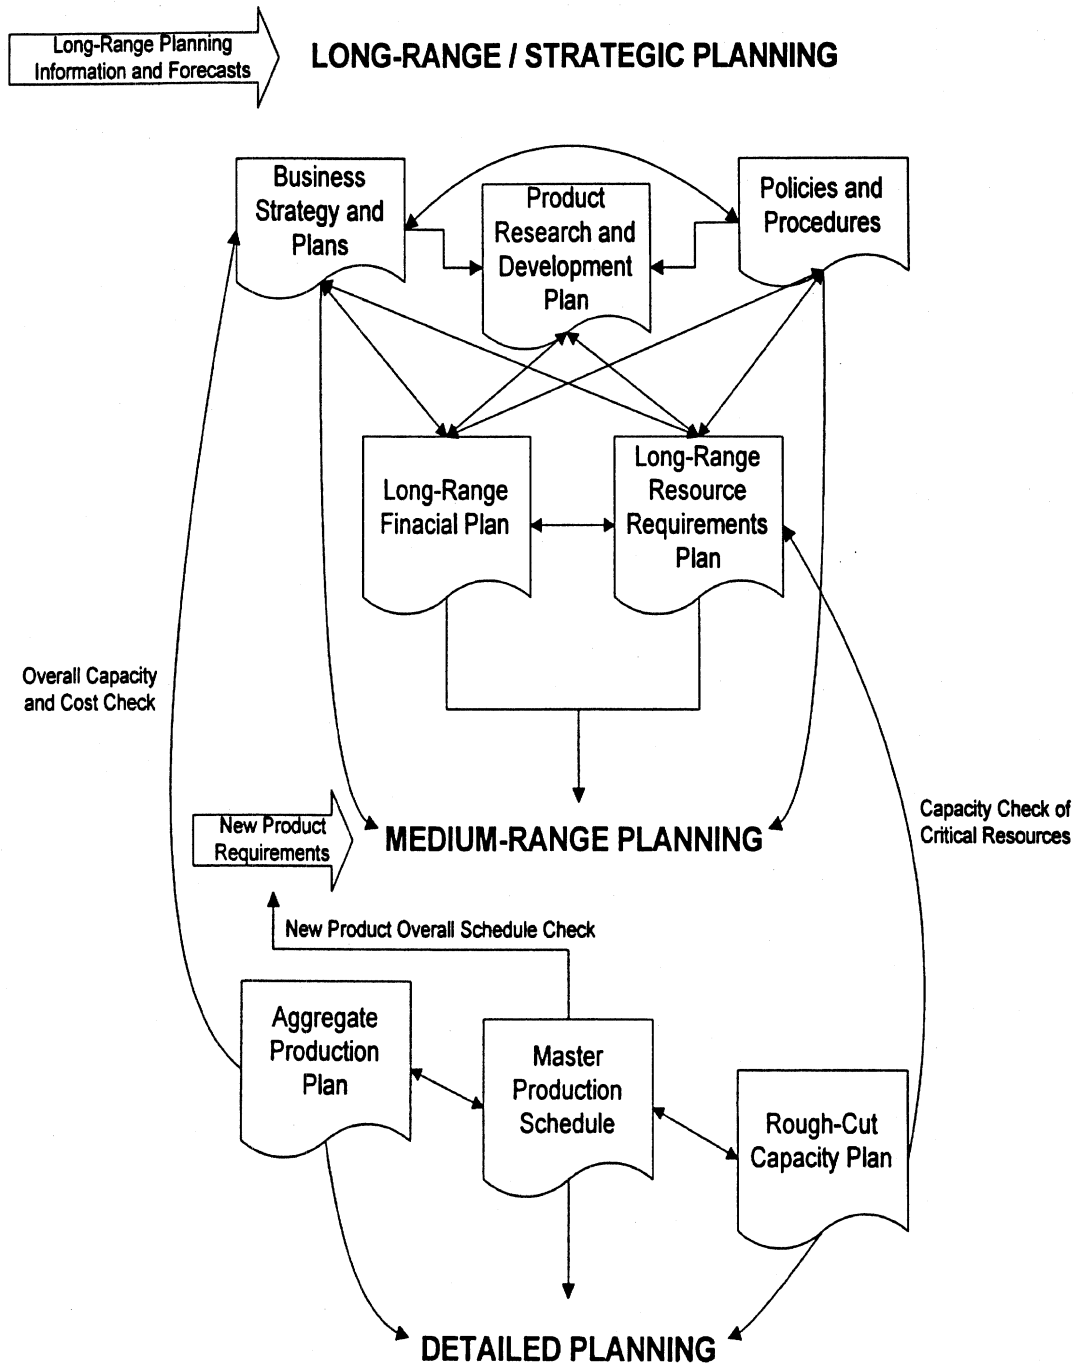 Long-Range Planning
Information and Forecasts
LONG-RANGE / STRATEGIC PLANNING
Business
Strategy and
Plans
Product
Research and
Development
Plan
Policies and
Procedures
Long-Range
Finacial Plan
Long-Range
Resource
Requirements
Plan
Overall Capacity
and Cost Check
Capacity Check of
Critical Resources
New Product
Requirements
MEDIUM-RANGE PLANNING
New Product Overall Schedule Check
Aggregate
Production
Plan
Master
Production
Schedule
Rough-Cut
Capacity Plan
DETAILED PLANNING